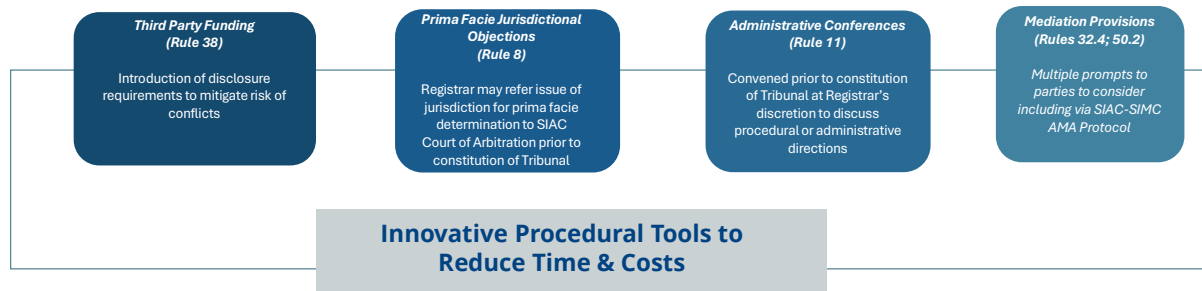 Third Party Funding
(Rule 38)
Introduction of disclosure
requirements to mitigate risk of
conflicts
Prima Facie Jurisdictional
Objections
(Rule 8)
Registrar may refer issue of
jurisdiction for prima facie
determination to SIAC
Court of Arbitration prior to
constitution of Tribunal
Administrative Conferences
(Rule 11)
Convened prior to constitution
of Tribunal at Registrar’s
discretion to discuss
procedural or administrative
directions
Mediation Provisions
(Rules 32.4; 50.2)
Multiple prompts to
parties to consider
including via SIAC-SIMC
AMA Protocol
Innovative Procedural Tools to
Reduce Time & Costs